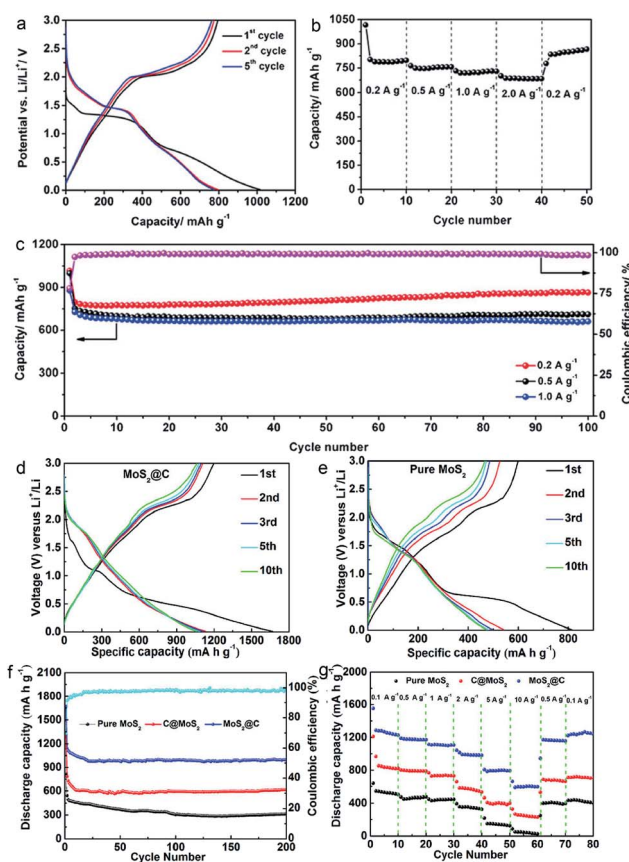 a
3.0
2.5
2.0
1.5
1.0
0.5
0.0
Potential vs. Li/Li⁺/ V
1ˢᵗ cycle
2ⁿᵈ cycle
5ᵗʰ cycle
0 200 400 600 800 1000 1200
Capacity/ mAh g⁻¹
b
1050
900
750
600
450
300
150
0
Capacity/ mAh g⁻¹
0.2 A g⁻¹ 0.5 A g⁻¹ 1.0 A g⁻¹ 2.0 A g⁻¹ 0.2 A g⁻¹
0 10 20 30 40 50
Cycle number
c
1200
900
600
300
0
Capacity/ mAh g⁻¹
100
75
50
25
0
Coulombic efficiency/ %
0.2 A g⁻¹
0.5 A g⁻¹
1.0 A g⁻¹
0 10 20 30 40 50 60 70 80 90 100
Cycle number
d
MoS₂@C
3.0
2.5
2.0
1.5
1.0
0.5
0.0
Voltage (V) versus Li⁺/Li
1st
2nd
3rd
5th
10th
0 300 600 900 1200 1500 1800
Specific capacity (mA h g⁻¹)
e
Pure MoS₂
3.0
2.5
2.0
1.5
1.0
0.5
0.0
Voltage (V) versus Li⁺/Li
1st
2nd
3rd
5th
10th
0 200 400 600 800
Specific capacity (mA h g⁻¹)
f
2100
1800
1500
1200
900
600
300
0
Discharge capacity (mA h g⁻¹)
100
80
60
40
20
0
Coulombic efficiency (%)
Pure MoS₂ C@MoS₂ MoS₂@C
0 50 100 150 200
Cycle Number
g
2100
1800
1500
1200
900
600
300
0
Discharge capacity (mA h g⁻¹)
Pure MoS₂ C@MoS₂ MoS₂@C
0.1 A g⁻¹ 0.5 A g⁻¹ 1 A g⁻¹ 2 A g⁻¹ 5 A g⁻¹ 10 A g⁻¹ 0.5 A g⁻¹ 0.1 A g⁻¹
0 10 20 30 40 50 60 70 80
Cycle Number